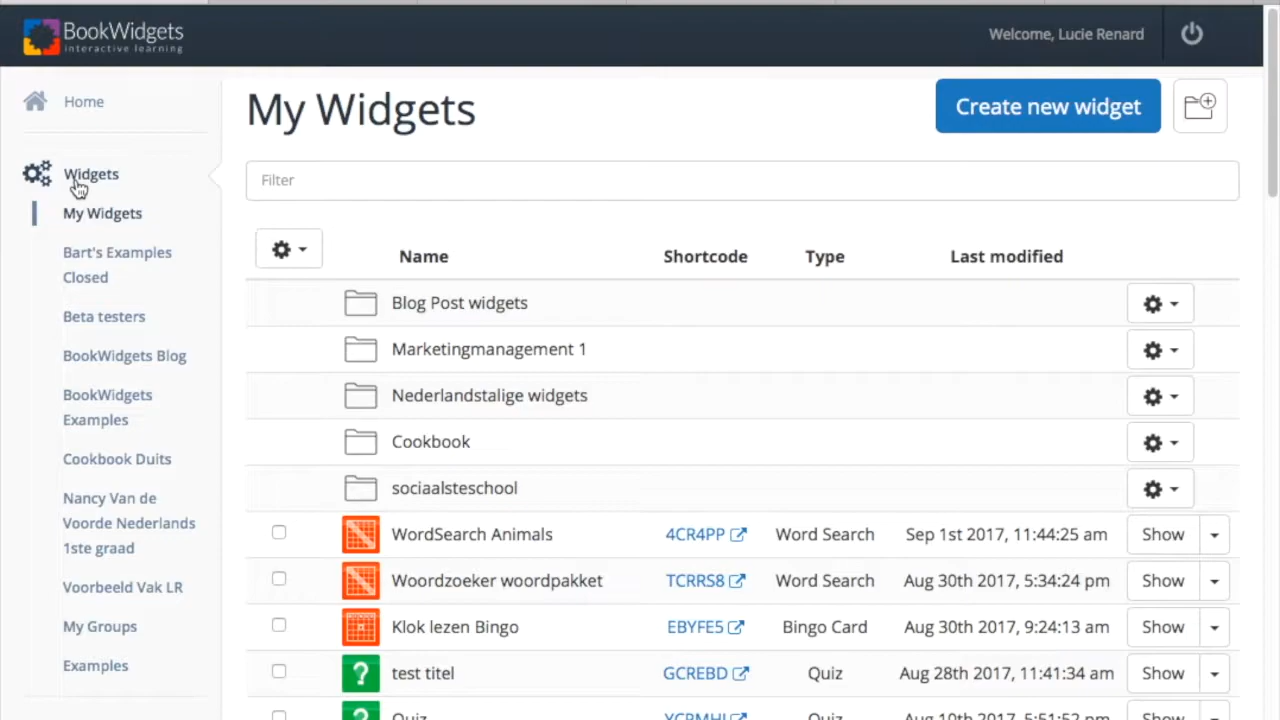 BookWidgets
interactive learning
Welcome, Lucie Renard
Home
Widgets
My Widgets
Bart's Examples
Closed
Beta testers
BookWidgets Blog
BookWidgets
Examples
Cookbook Duits
Nancy Van de
Voorde Nederlands
1ste graad
Voorbeeld Vak LR
My Groups
Examples
My Widgets
Create new widget
Filter
Name Shortcode Type Last modified
Blog Post widgets
Marketingmanagement 1
Nederlandstalige widgets
Cookbook
sociaalsteschool
WordSearch Animals 4CR4PP Word Search Sep 1st 2017, 11:44:25 am Show
Woordzoeker woordpakket TCRRS8 Word Search Aug 30th 2017, 5:34:24 pm Show
Klok lezen Bingo EBYFE5 Bingo Card Aug 30th 2017, 9:24:13 am Show
test titel GCREBD Quiz Aug 28th 2017, 11:41:34 am Show
Quiz Quiz Aug 10th 2017, 5:51:52 pm Show